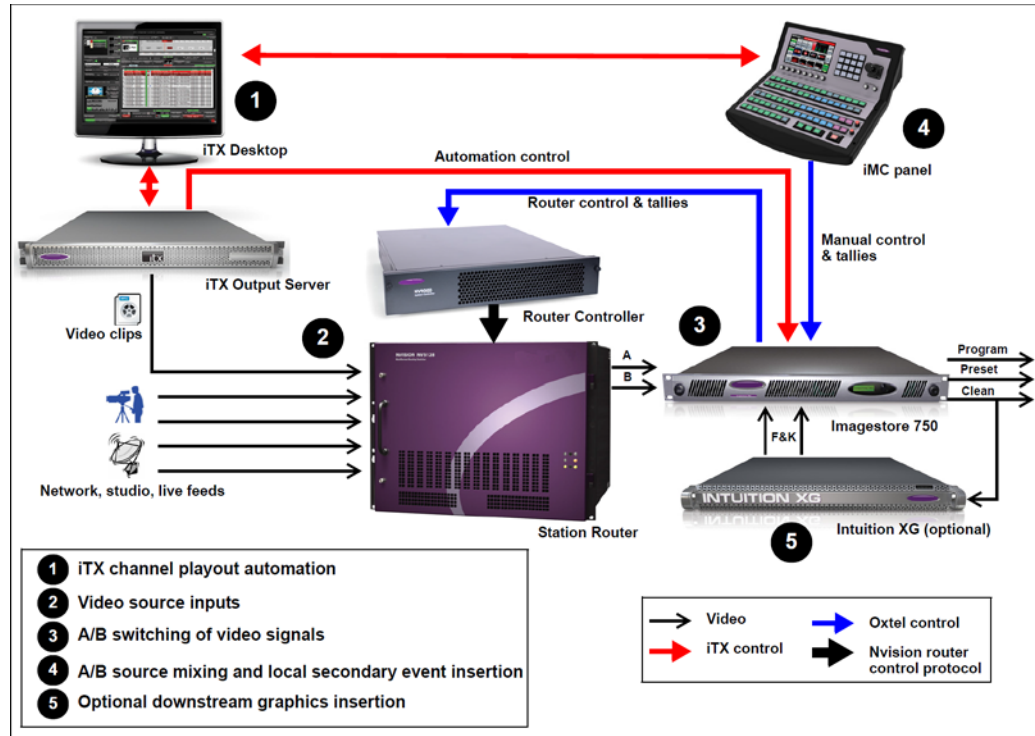 1
iTX Desktop
4
iMC panel
Automation control
Router control & tallies
Manual control
& tallies
iTX
iTX Output Server
Video clips
Router Controller
2
3
A
B
Program
Preset
Clean
Imagestore 750
F&K
Network, studio, live feeds
INTUITION XG
Station Router
5
Intuition XG (optional)
1 iTX channel playout automation
2 Video source inputs
3 A/B switching of video signals
4 A/B source mixing and local secondary event insertion
5 Optional downstream graphics insertion
Video
Oxtel control
iTX control
Nvision router
control protocol